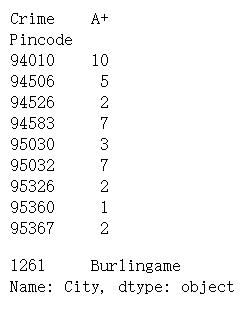 Crime A+
Pincode
94010 10
94506 5
94526 2
94583 7
95030 3
95032 7
95326 2
95360 1
95367 2
1261 Burlingame
Name: City, dtype: object